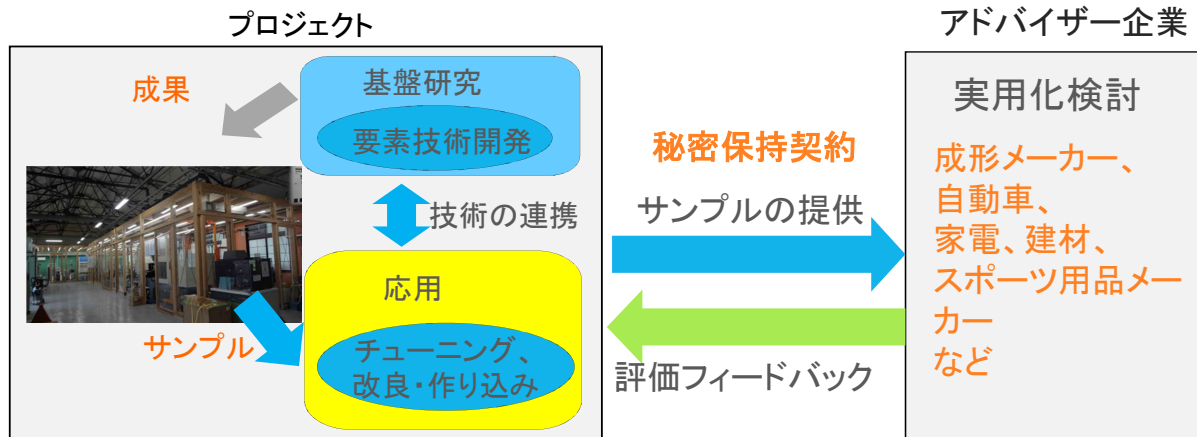 プロジェクト
成果
基盤研究
要素技術開発
技術の連携
応用
サンプル
チューニング、
改良・作り込み
秘密保持契約
サンプルの提供
評価フィードバック
アドバイザー企業
実用化検討
成形メーカー、
自動車、
家電、建材、
スポーツ用品メー
カー
など